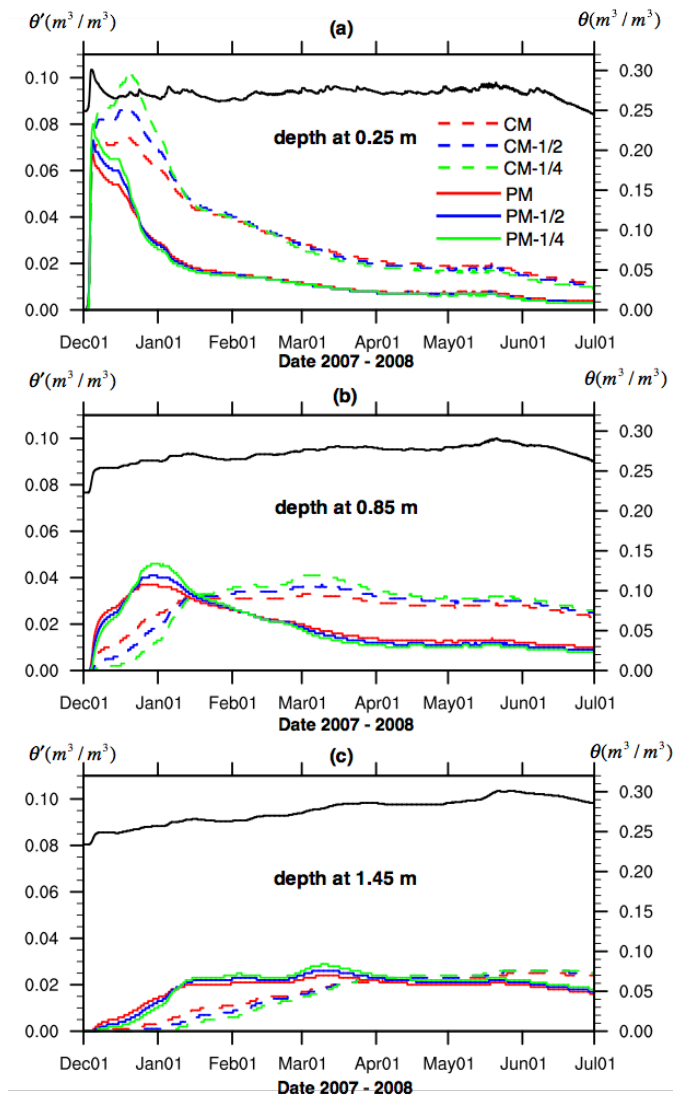 θ′(m³/m³) (a) θ(m³/m³)
0.10 0.30
0.08 depth at 0.25 m CM 0.25
CM-1/2
0.06 CM-1/4 0.20
PM 0.15
0.04 PM-1/2
PM-1/4 0.10
0.02 0.05
0.00 0.00
Dec01 Jan01 Feb01 Mar01 Apr01 May01 Jun01 Jul01
Date 2007 - 2008
θ′(m³/m³) (b) θ(m³/m³)
0.10 0.30
0.08 0.25
depth at 0.85 m
0.06 0.20
0.15
0.04 0.10
0.02 0.05
0.00 0.00
Dec01 Jan01 Feb01 Mar01 Apr01 May01 Jun01 Jul01
Date 2007 - 2008
θ′(m³/m³) (c) θ(m³/m³)
0.10 0.30
0.08 0.25
depth at 1.45 m
0.06 0.20
0.15
0.04 0.10
0.02 0.05
0.00 0.00
Dec01 Jan01 Feb01 Mar01 Apr01 May01 Jun01 Jul01
Date 2007 - 2008